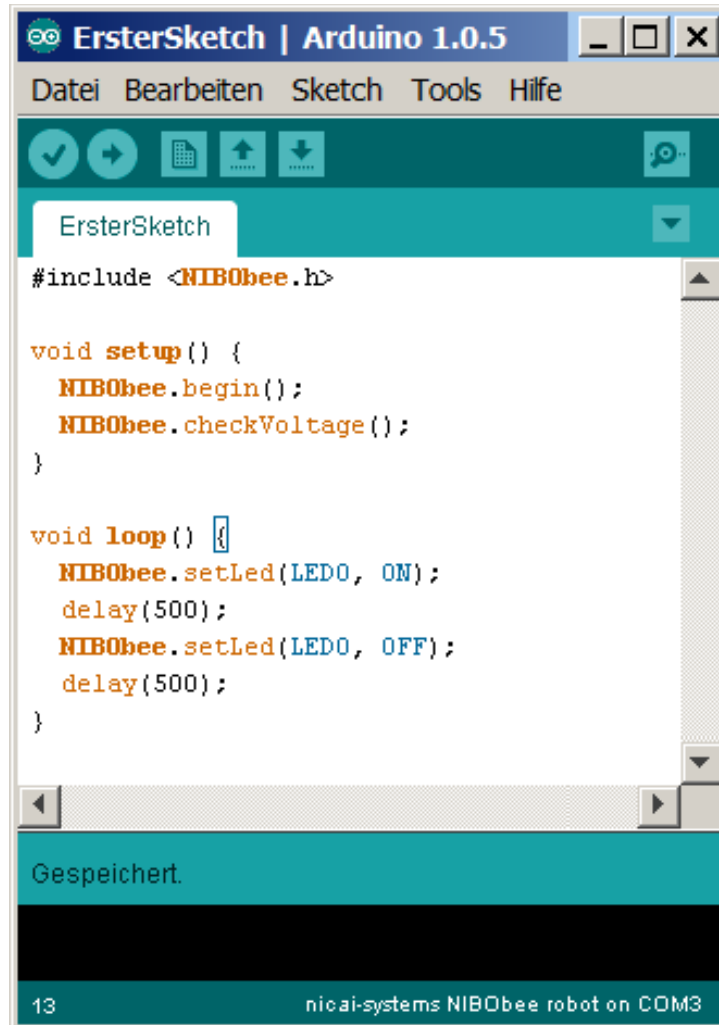 ErsterSketch | Arduino 1.0.5
Datei Bearbeiten Sketch Tools Hilfe
ErsterSketch
#include <NIBObee.h>
void setup() {
NIBObee.begin();
NIBObee.checkVoltage();
}
void loop() {
NIBObee.setLed(LED0, ON);
delay(500);
NIBObee.setLed(LED0, OFF);
delay(500);
}
Gespeichert.
13 nicai-systems NIBObee robot on COM3